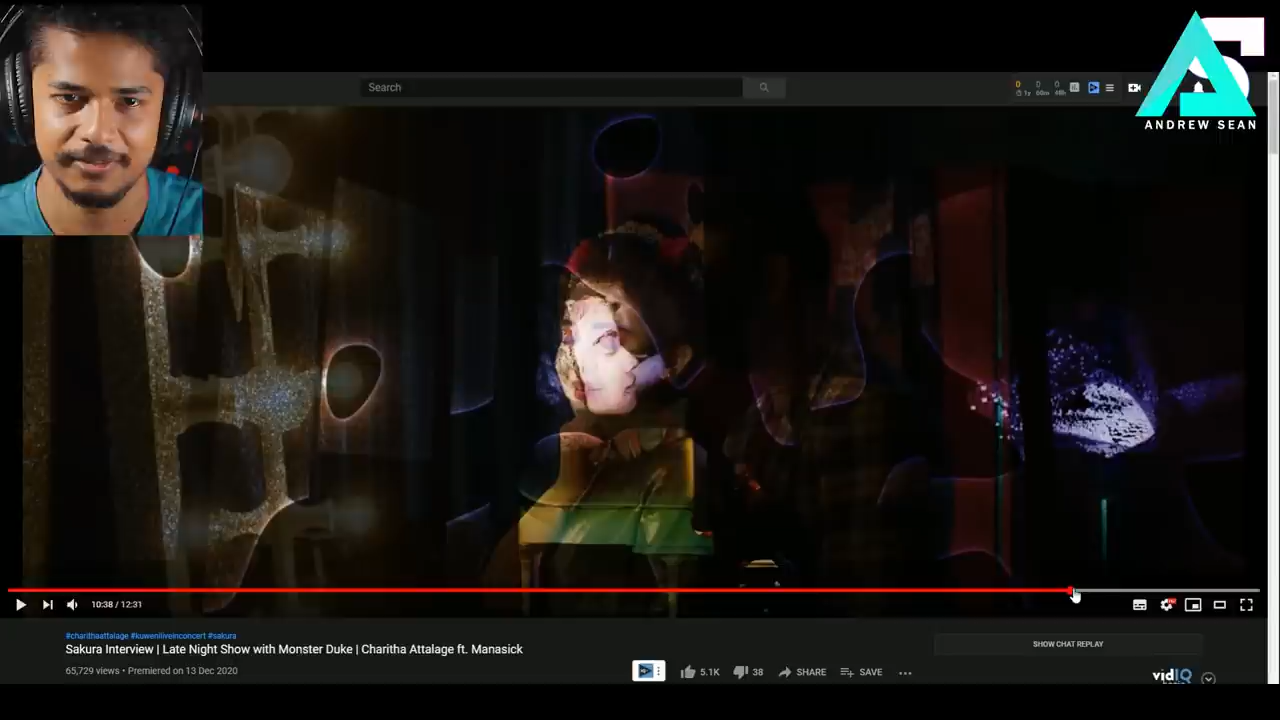 Search
ANDREW SEAN
10:38 / 12:31
#charithaattalage #kuweniliveinconcert #sakura
Sakura Interview | Late Night Show with Monster Duke | Charitha Attalage ft. Manasick
65,729 views • Premiered on 13 Dec 2020
5.1K
38
SHARE
SAVE
SHOW CHAT REPLAY
vidIQ